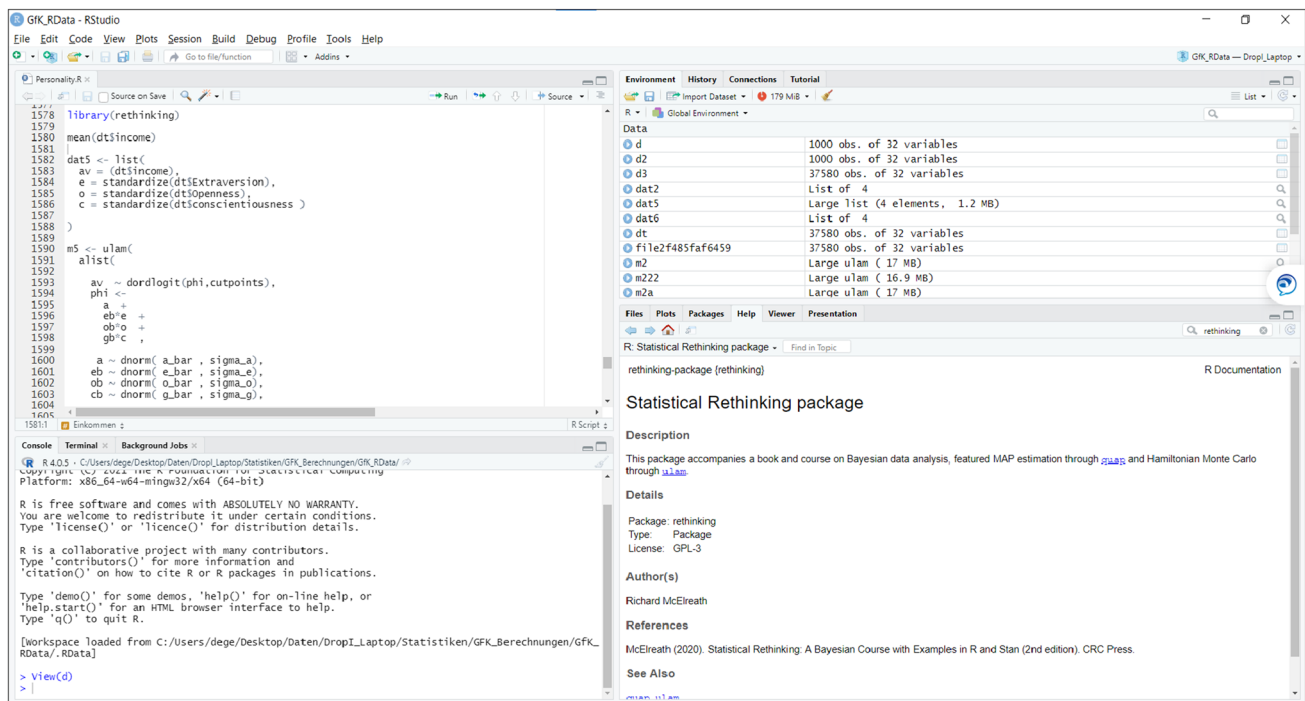 GfK_RData - RStudio
File Edit Code View Plots Session Build Debug Profile Tools Help
Go to file/function Addins
GfK_RData — DropI_Laptop
Personality.R
Source on Save Run Source
1577
1578 library(rethinking)
1579
1580 mean(dt$income)
1581
1582 dat5 <- list(
1583 av = (dt$income),
1584 e = standardize(dt$Extraversion),
1585 o = standardize(dt$Openness),
1586 c = standardize(dt$conscientiousness )
1587
1588 )
1589
1590 m5 <- ulam(
1591 alist(
1592
1593 av ~ dordlogit(phi,cutpoints),
1594 phi <-
1595 a +
1596 eb*e +
1597 ob*o +
1598 gb*c ,
1599
1600 a ~ dnorm( a_bar , sigma_a),
1601 eb ~ dnorm( e_bar , sigma_e),
1602 ob ~ dnorm( o_bar , sigma_o),
1603 cb ~ dnorm( g_bar , sigma_g),
1604
1605
1581:1 Einkommen R Script
Console Terminal Background Jobs
R 4.0.5 · C:/Users/dege/Desktop/Daten/DropI_Laptop/Statistiken/GFK_Berechnungen/GfK_RData/
Copyright (C) 2021 The R Foundation for Statistical Computing
Platform: x86_64-w64-mingw32/x64 (64-bit)
R is free software and comes with ABSOLUTELY NO WARRANTY.
You are welcome to redistribute it under certain conditions.
Type 'license()' or 'licence()' for distribution details.
R is a collaborative project with many contributors.
Type 'contributors()' for more information and
'citation()' on how to cite R or R packages in publications.
Type 'demo()' for some demos, 'help()' for on-line help, or
'help.start()' for an HTML browser interface to help.
Type 'q()' to quit R.
[Workspace loaded from C:/Users/dege/Desktop/Daten/DropI_Laptop/Statistiken/GFK_Berechnungen/GfK_
RData/.RData]
> View(d)
>
Environment History Connections Tutorial
Import Dataset 179 MiB List
R Global Environment
Data
d 1000 obs. of 32 variables
d2 1000 obs. of 32 variables
d3 37580 obs. of 32 variables
dat2 List of 4
dat5 Large list (4 elements, 1.2 MB)
dat6 List of 4
dt 37580 obs. of 32 variables
file2f485faf6459 37580 obs. of 32 variables
m2 Large ulam ( 17 MB)
m222 Large ulam ( 16.9 MB)
m2a Large ulam ( 17 MB)
Files Plots Packages Help Viewer Presentation
rethinking
R: Statistical Rethinking package Find in Topic
rethinking-package {rethinking} R Documentation
Statistical Rethinking package
Description
This package accompanies a book and course on Bayesian data analysis, featured MAP estimation through quap and Hamiltonian Monte Carlo
through ulam.
Details
Package: rethinking
Type: Package
License: GPL-3
Author(s)
Richard McElreath
References
McElreath (2020). Statistical Rethinking: A Bayesian Course with Examples in R and Stan (2nd edition). CRC Press.
See Also
quap ulam